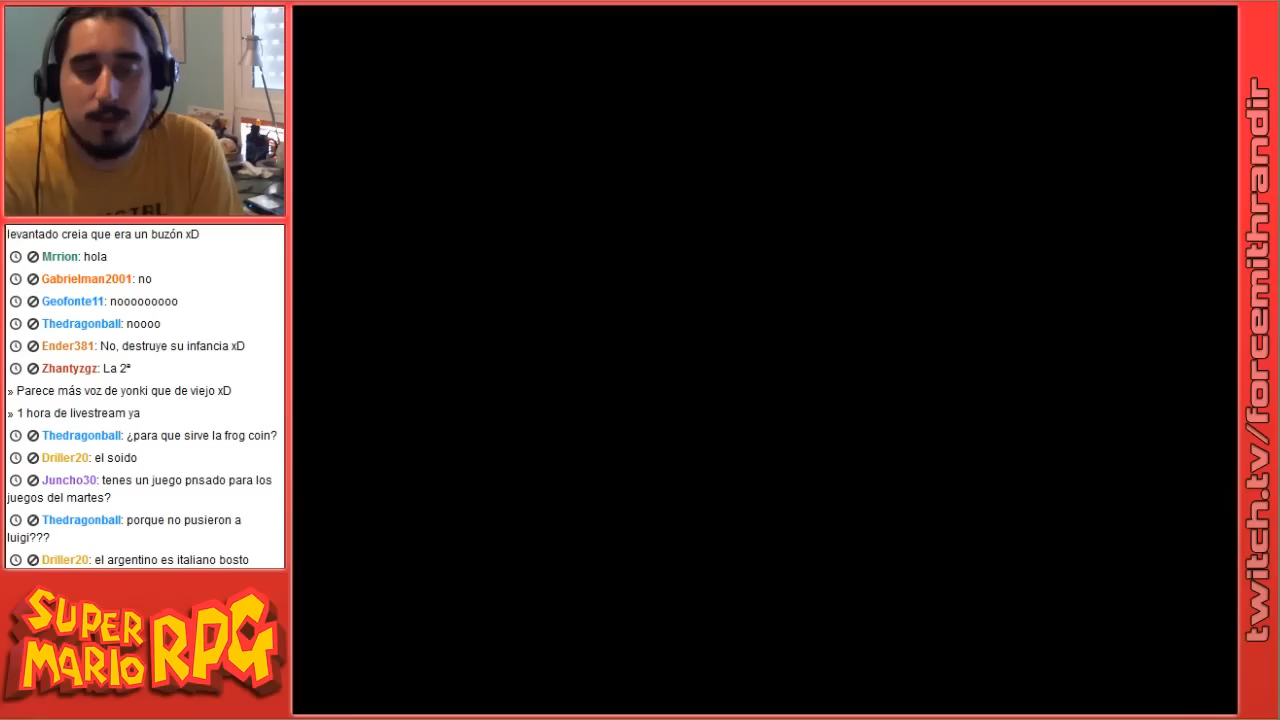 levantado creia que era un buzón xD
Mrrion: hola
Gabrielman2001: no
Geofonte11: nooooooooo
Thedragonball: noooo
Ender381: No, destruye su infancia xD
Zhantyzgz: La 2ª
» Parece más voz de yonki que de viejo xD
» 1 hora de livestream ya
Thedragonball: ¿para que sirve la frog coin?
Driller20: el soido
Juncho30: tenes un juego pnsado para los
juegos del martes?
Thedragonball: porque no pusieron a
luigi???
Driller20: el argentino es italiano bosto
SUPER
MARIO
RPG
twitch.tv/forcemithrandir